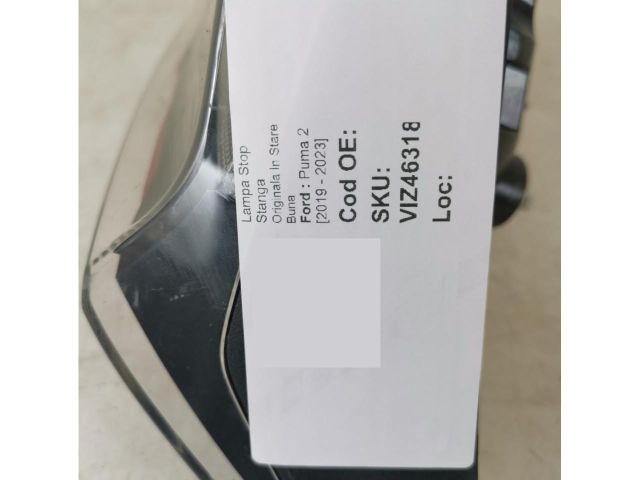 Lampa Stop
Stanga
Originala In Stare
Buna
Ford : Puma 2
[2019 - 2023]
Cod OE:
SKU:
VIZ46318
Loc: